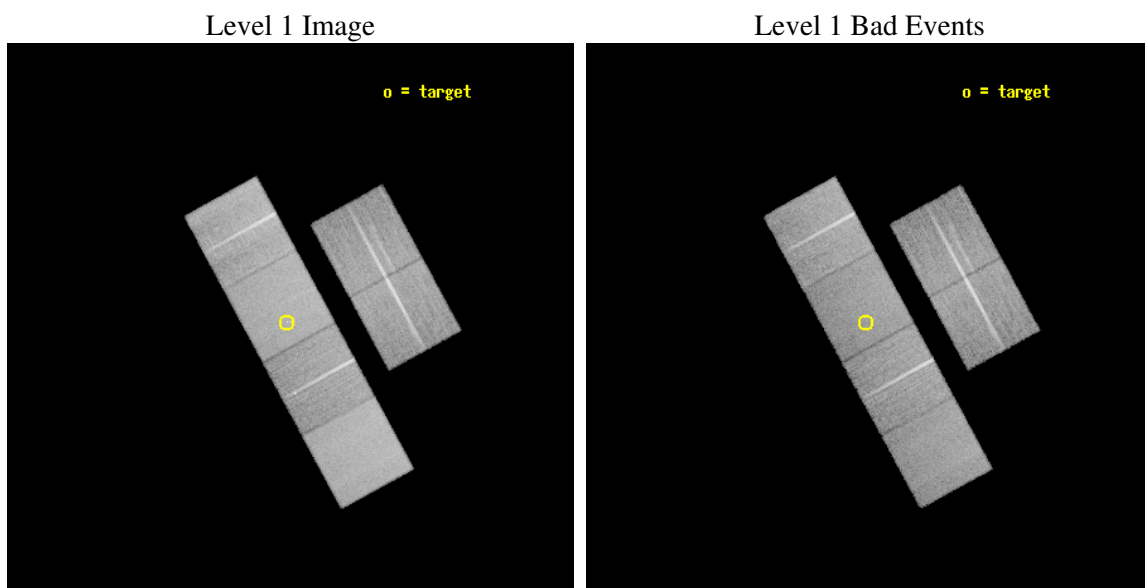 Level 1 Image
Level 1 Bad Events
o = target
o = target